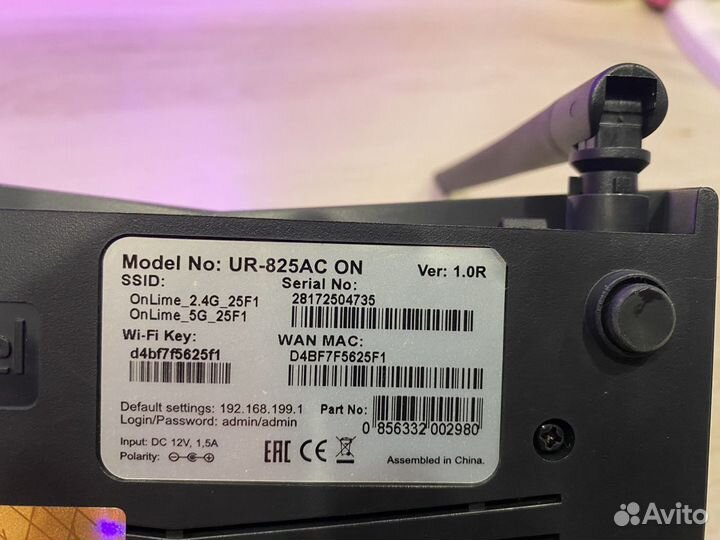 Model No: UR-825AC ON Ver: 1.0R
SSID: Serial No:
OnLime_2.4G_25F1 28172504735
OnLime_5G_25F1
Wi-Fi Key: WAN MAC:
d4bf7f5625f1 D4BF7F5625F1
Default settings: 192.168.199.1 Part No:
Login/Password: admin/admin
0 856332 002980
Input: DC 12V, 1,5A
Polarity:
EAC CE
Assembled in China.
Avito